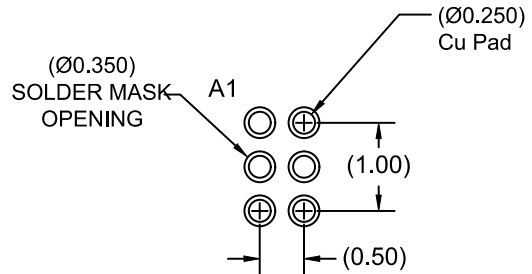 (Ø0.250)
Cu Pad
(Ø0.350)
SOLDER MASK
OPENING
A1
(1.00)
(0.50)